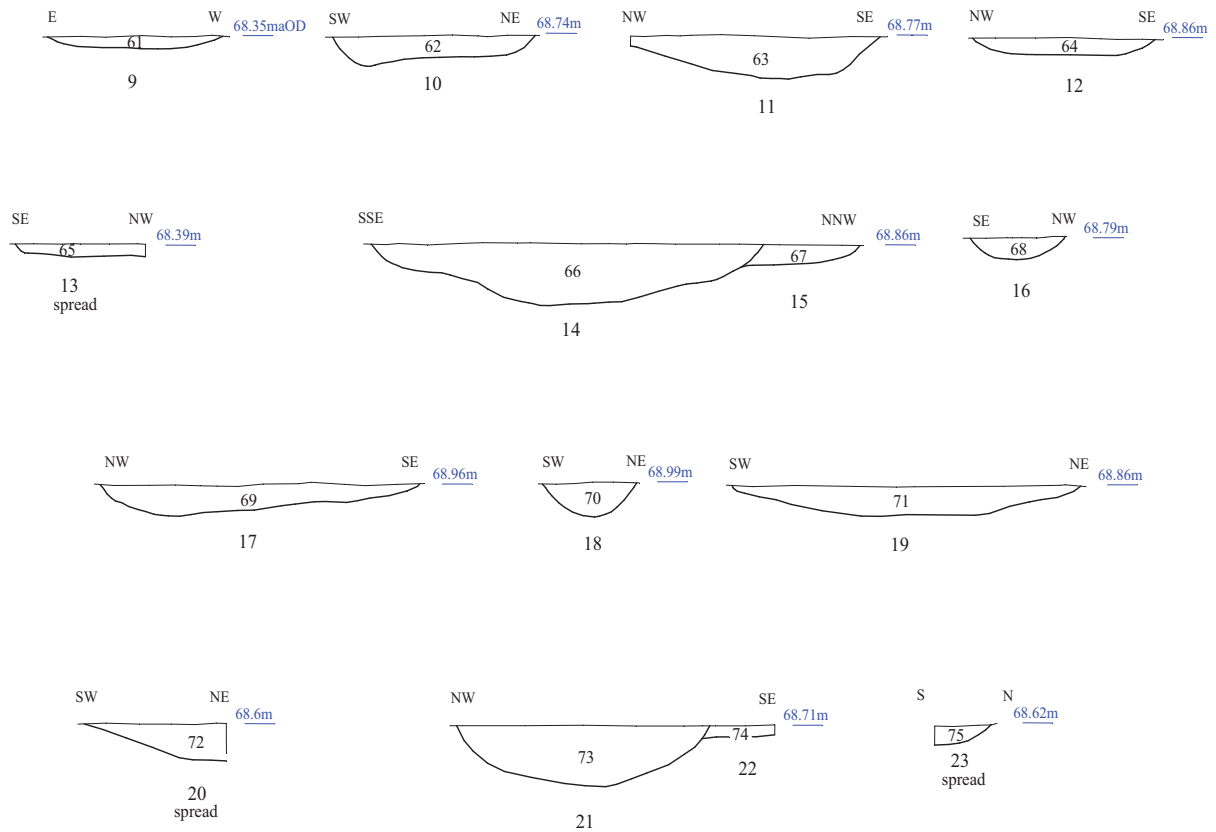 E W 68.35maOD
61
9
SW NE 68.74m
62
10
NW SE 68.77m
63
11
NW SE 68.86m
64
12
SE NW 68.39m
65
13
spread
SSE NNW 68.86m
66 67
14 15
SE NW 68.79m
68
16
NW SE 68.96m
69
17
SW NE 68.99m
70
18
SW NE 68.86m
71
19
SW NE 68.6m
72
20
spread
NW SE 68.71m
73 74
21 22
S N 68.62m
75
23
spread